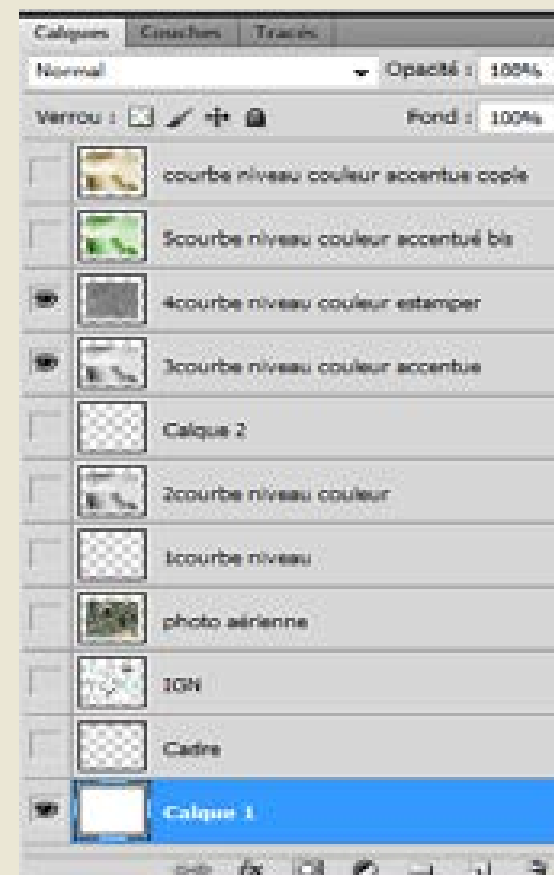 Calques Couches Tracés
Normal Opacité : 100%
Verrou : Fond : 100%
courbe niveau couleur accentue copie
5courbe niveau couleur accentué bis
4courbe niveau couleur estamper
3courbe niveau couleur accentue
Calque 2
2courbe niveau couleur
1courbe niveau
photo aérienne
IGN
Cadre
Calque 1
fx